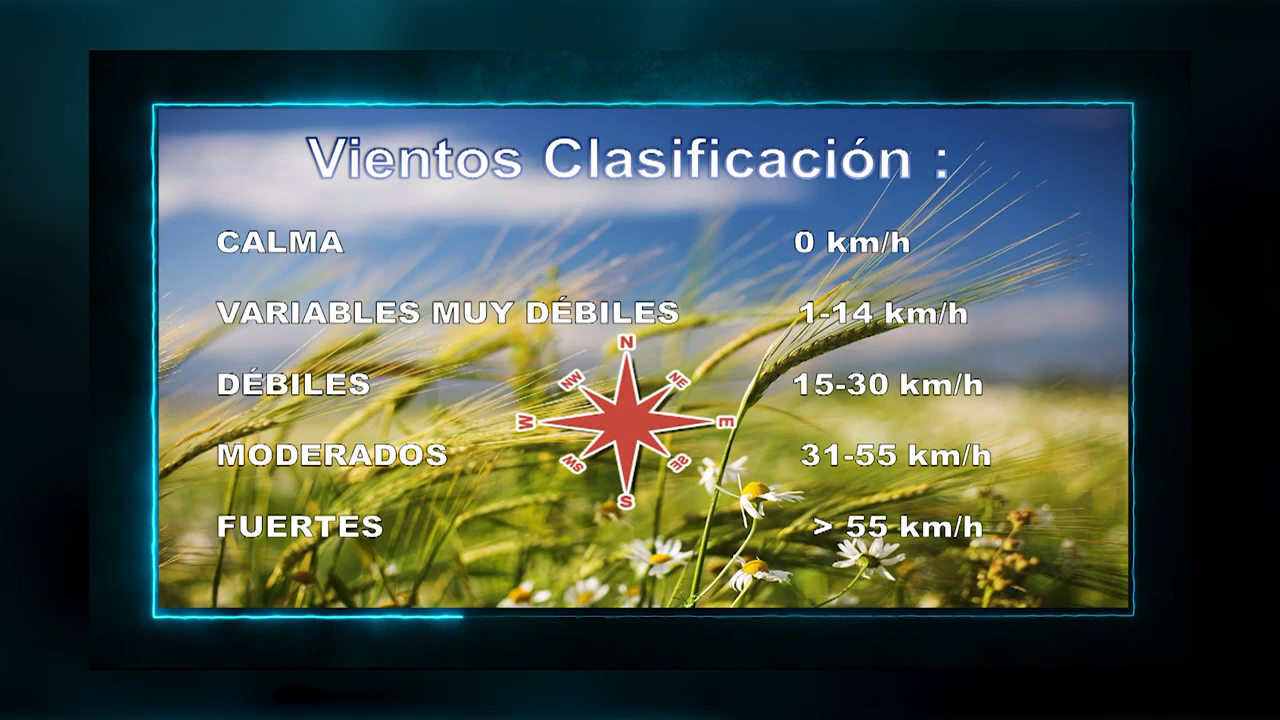 Vientos Clasificación :
CALMA 0 km/h
VARIABLES MUY DÉBILES 1-14 km/h
N
NW NE
DÉBILES 15-30 km/h
W E
MODERADOS 31-55 km/h
SW SE
S
FUERTES > 55 km/h